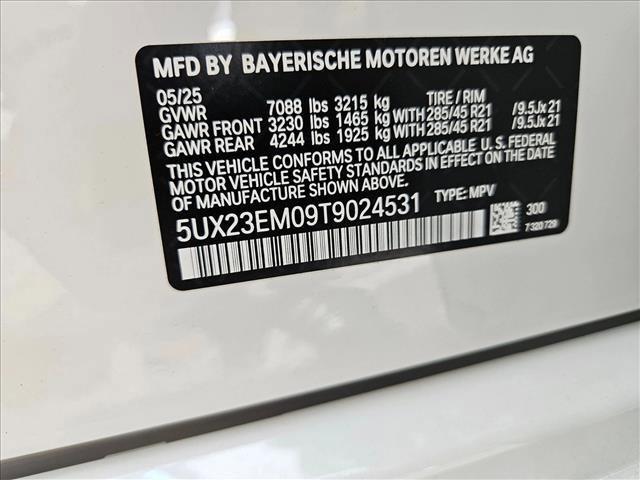 MFD BY BAYERISCHE MOTOREN WERKE AG
05/25 TIRE / RIM
GVWR 7088 lbs 3215 kg
GAWR FRONT 3230 lbs 1465 kg WITH 285/45 R21 /9.5Jx21
GAWR REAR 4244 lbs 1925 kg WITH 285/45 R21 /9.5Jx21
THIS VEHICLE CONFORMS TO ALL APPLICABLE U. S. FEDERAL
MOTOR VEHICLE SAFETY STANDARDS IN EFFECT ON THE
DATE OF MANUFACTURE SHOWN ABOVE.
5UX23EM09T9024531 TYPE: MPV
300
7 320 729